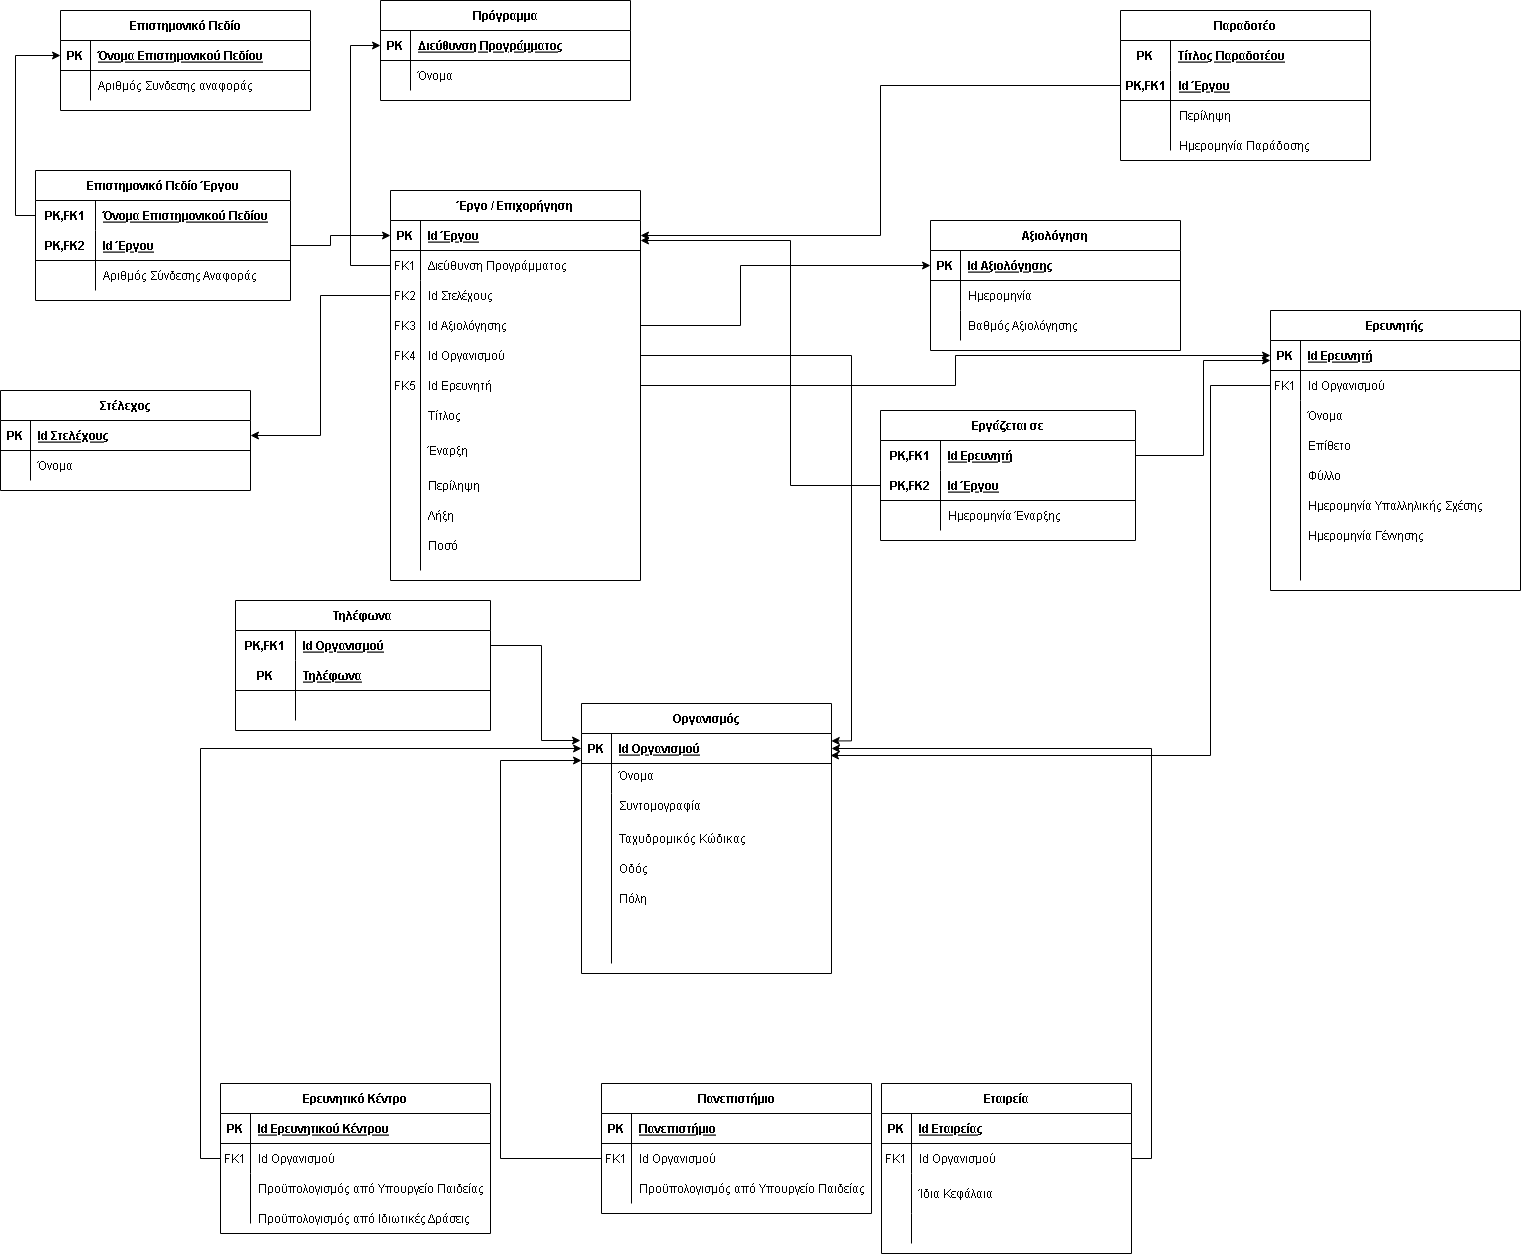 Επιστημονικό Πεδίο
PK Όνομα Επιστημονικού Πεδίου
Αριθμός Συνδεσης αναφοράς
Πρόγραμμα
PK Διεύθυνση Προγράμματος
Όνομα
Παραδοτέο
PK Τίτλος Παραδοτέου
PK,FK1 Id Έργου
Περίληψη
Ημερομηνία Παράδοσης
Επιστημονικό Πεδίο Έργου
PK,FK1 Όνομα Επιστημονικού Πεδίου
PK,FK2 Id Έργου
Αριθμός Σύνδεσης Αναφοράς
Έργο / Επιχορήγηση
PK Id Έργου
FK1 Διεύθυνση Προγράμματος
FK2 Id Στελέχους
FK3 Id Αξιολόγησης
FK4 Id Οργανισμού
FK5 Id Ερευνητή
Τίτλος
Έναρξη
Περίληψη
Λήξη
Ποσό
Αξιολόγηση
PK Id Αξιολόγησης
Ημερομηνία
Βαθμός Αξιολόγησης
Ερευνητής
PK Id Ερευνητή
FK1 Id Οργανισμού
Όνομα
Επίθετο
Φύλλο
Ημερομηνία Υπαλληλικής Σχέσης
Ημερομηνία Γέννησης
Στέλεχος
PK Id Στελέχους
Όνομα
Εργάζεται σε
PK,FK1 Id Ερευνητή
PK,FK2 Id Έργου
Ημερομηνία Έναρξης
Τηλέφωνα
PK,FK1 Id Οργανισμού
PK Τηλέφωνα
Οργανισμός
PK Id Οργανισμού
Όνομα
Συντομογραφία
Ταχυδρομικός Κώδικας
Οδός
Πόλη
Ερευνητικό Κέντρο
PK Id Ερευνητικού Κέντρου
FK1 Id Οργανισμού
Προϋπολογισμός από Υπουργείο Παιδείας
Προϋπολογισμός από Ιδιωτικές Δράσεις
Πανεπιστήμιο
PK Πανεπιστήμιο
FK1 Id Οργανισμού
Προϋπολογισμός από Υπουργείο Παιδείας
Εταιρεία
PK Id Εταιρείας
FK1 Id Οργανισμού
Ίδια Κεφάλαια